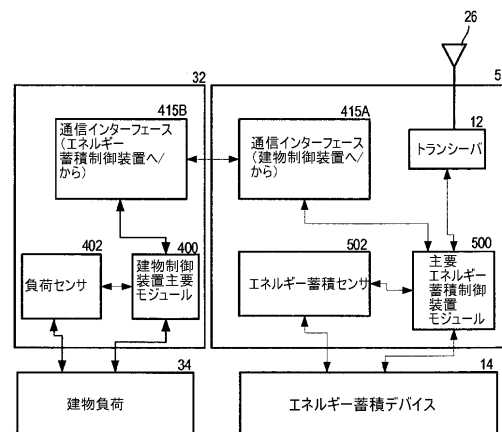 26
32
5
415B
通信インターフェース
(エネルギー
蓄積制御装置へ/
から)
415A
通信インターフェース
(建物制御装置へ/
から)
12
トランシーバ
402
負荷センサ
400
建物制御
装置主要
モジュール
502
エネルギー蓄積センサ
500
主要
エネルギー
蓄積制御
装置
モジュール
34
建物負荷
14
エネルギー蓄積デバイス